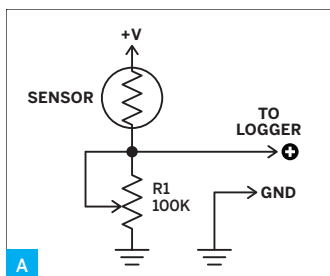 +V
SENSOR
TO
LOGGER
+
R1
100K
GND
A